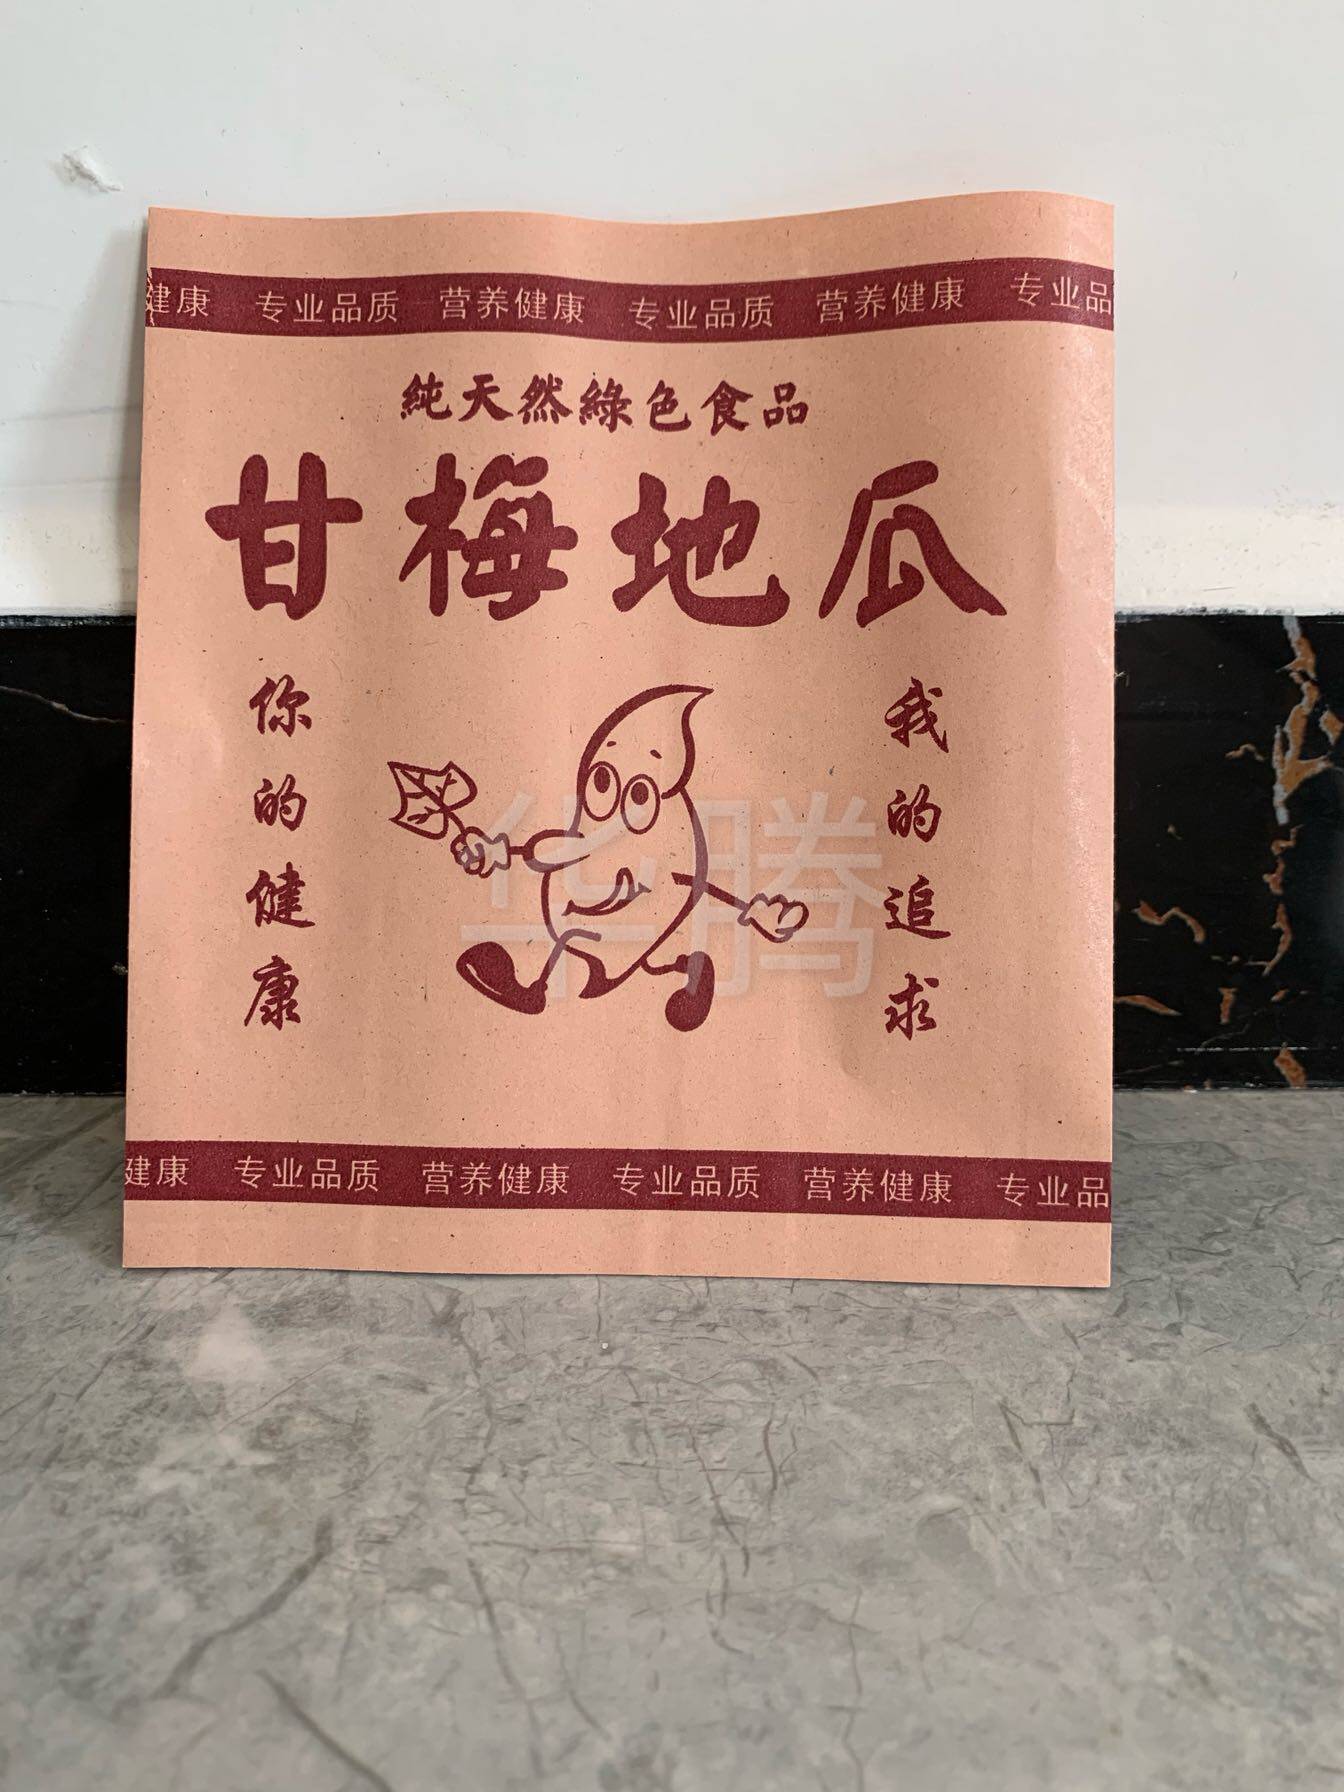 健康 专业品质 营养健康 专业品质 营养健康 专业品
純天然綠色食品
甘梅地瓜
你的健康
我的追求
华腾
健康 专业品质 营养健康 专业品质 营养健康 专业品